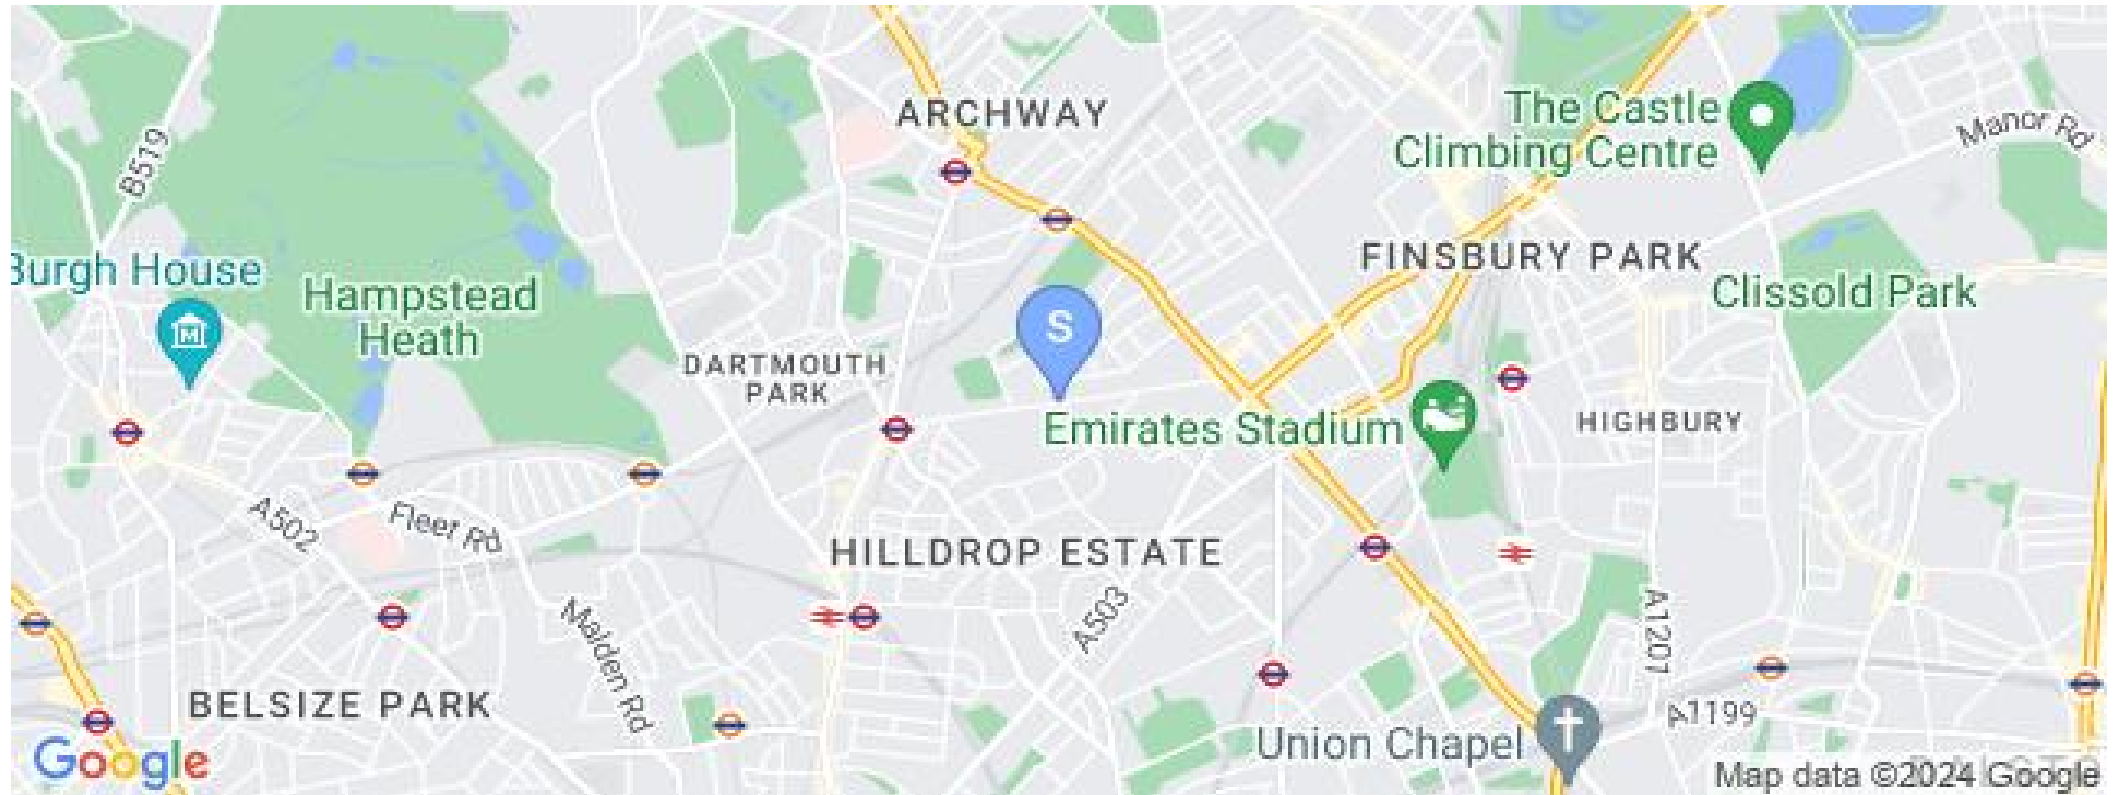 ARCHWAY
The Castle
Climbing Centre
Manor Rd
B519
FINSBURY PARK
Burgh House
Hampstead
Heath
Clissold Park
S
DARTMOUTH
PARK
Emirates Stadium
HIGHBURY
A502
Fleet Rd
HILLDROP ESTATE
A503
Malden Rd
A1201
BELSIZE PARK
A1199
Union Chapel
Google
Map data ©2024 Google